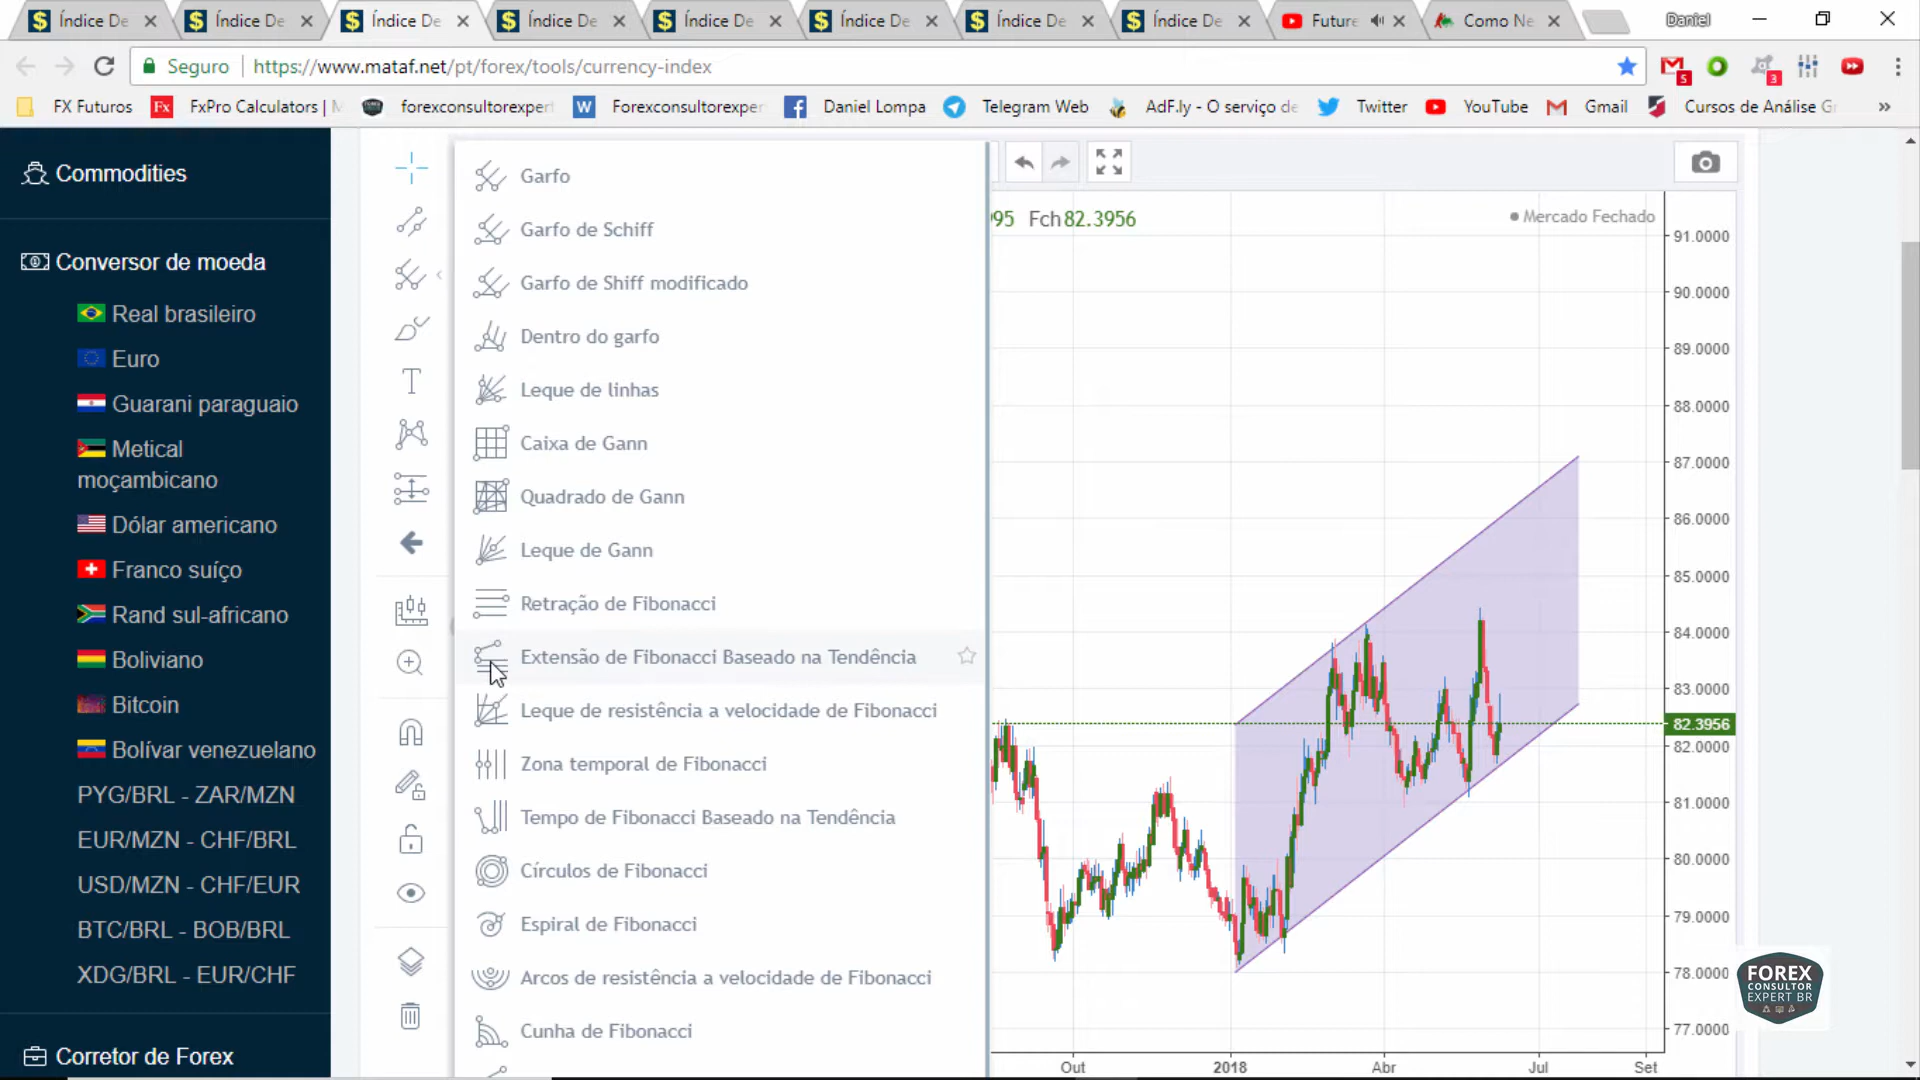 Índice De
Índice De
Índice De
Índice De
Índice De
Índice De
Índice De
Índice De
Future
Como Ne
Daniel
Seguro
https://www.mataf.net/pt/forex/tools/currency-index
5
3
FX Futuros
FxPro Calculators |
forexconsultorexpert
Forexconsultorexper
Daniel Lompa
Telegram Web
AdF.ly - O serviço de
Twitter
YouTube
Gmail
Cursos de Análise Gr
Commodities
Conversor de moeda
Real brasileiro
Euro
Guarani paraguaio
Metical
moçambicano
Dólar americano
Franco suíço
Rand sul-africano
Boliviano
Bitcoin
Bolívar venezuelano
PYG/BRL - ZAR/MZN
EUR/MZN - CHF/BRL
USD/MZN - CHF/EUR
BTC/BRL - BOB/BRL
XDG/BRL - EUR/CHF
Corretor de Forex
Garfo
Garfo de Schiff
Garfo de Shiff modificado
Dentro do garfo
Leque de linhas
Caixa de Gann
Quadrado de Gann
Leque de Gann
Retração de Fibonacci
Extensão de Fibonacci Baseado na Tendência
Leque de resistência a velocidade de Fibonacci
Zona temporal de Fibonacci
Tempo de Fibonacci Baseado na Tendência
Círculos de Fibonacci
Espiral de Fibonacci
Arcos de resistência a velocidade de Fibonacci
Cunha de Fibonacci
95 Fch 82.3956
Mercado Fechado
91.0000
90.0000
89.0000
88.0000
87.0000
86.0000
85.0000
84.0000
83.0000
82.3956
82.0000
81.0000
80.0000
79.0000
78.0000
77.0000
Out
2018
Abr
Jul
Set
FOREX
CONSULTOR
EXPERT BR